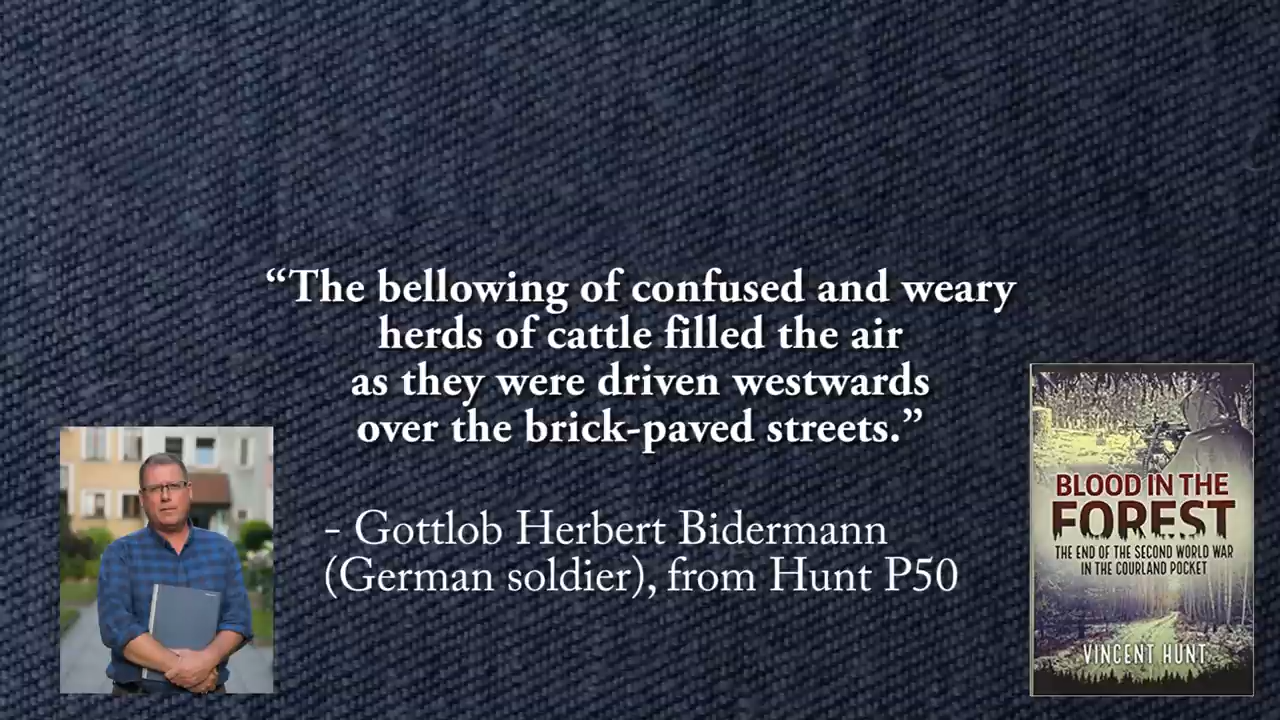 “The bellowing of confused and weary
herds of cattle filled the air
as they were driven westwards
over the brick-paved streets.”
- Gottlob Herbert Bidermann
(German soldier), from Hunt P50
BLOOD IN THE
FOREST
THE END OF THE SECOND WORLD WAR
IN THE COURLAND POCKET
VINCENT HUNT